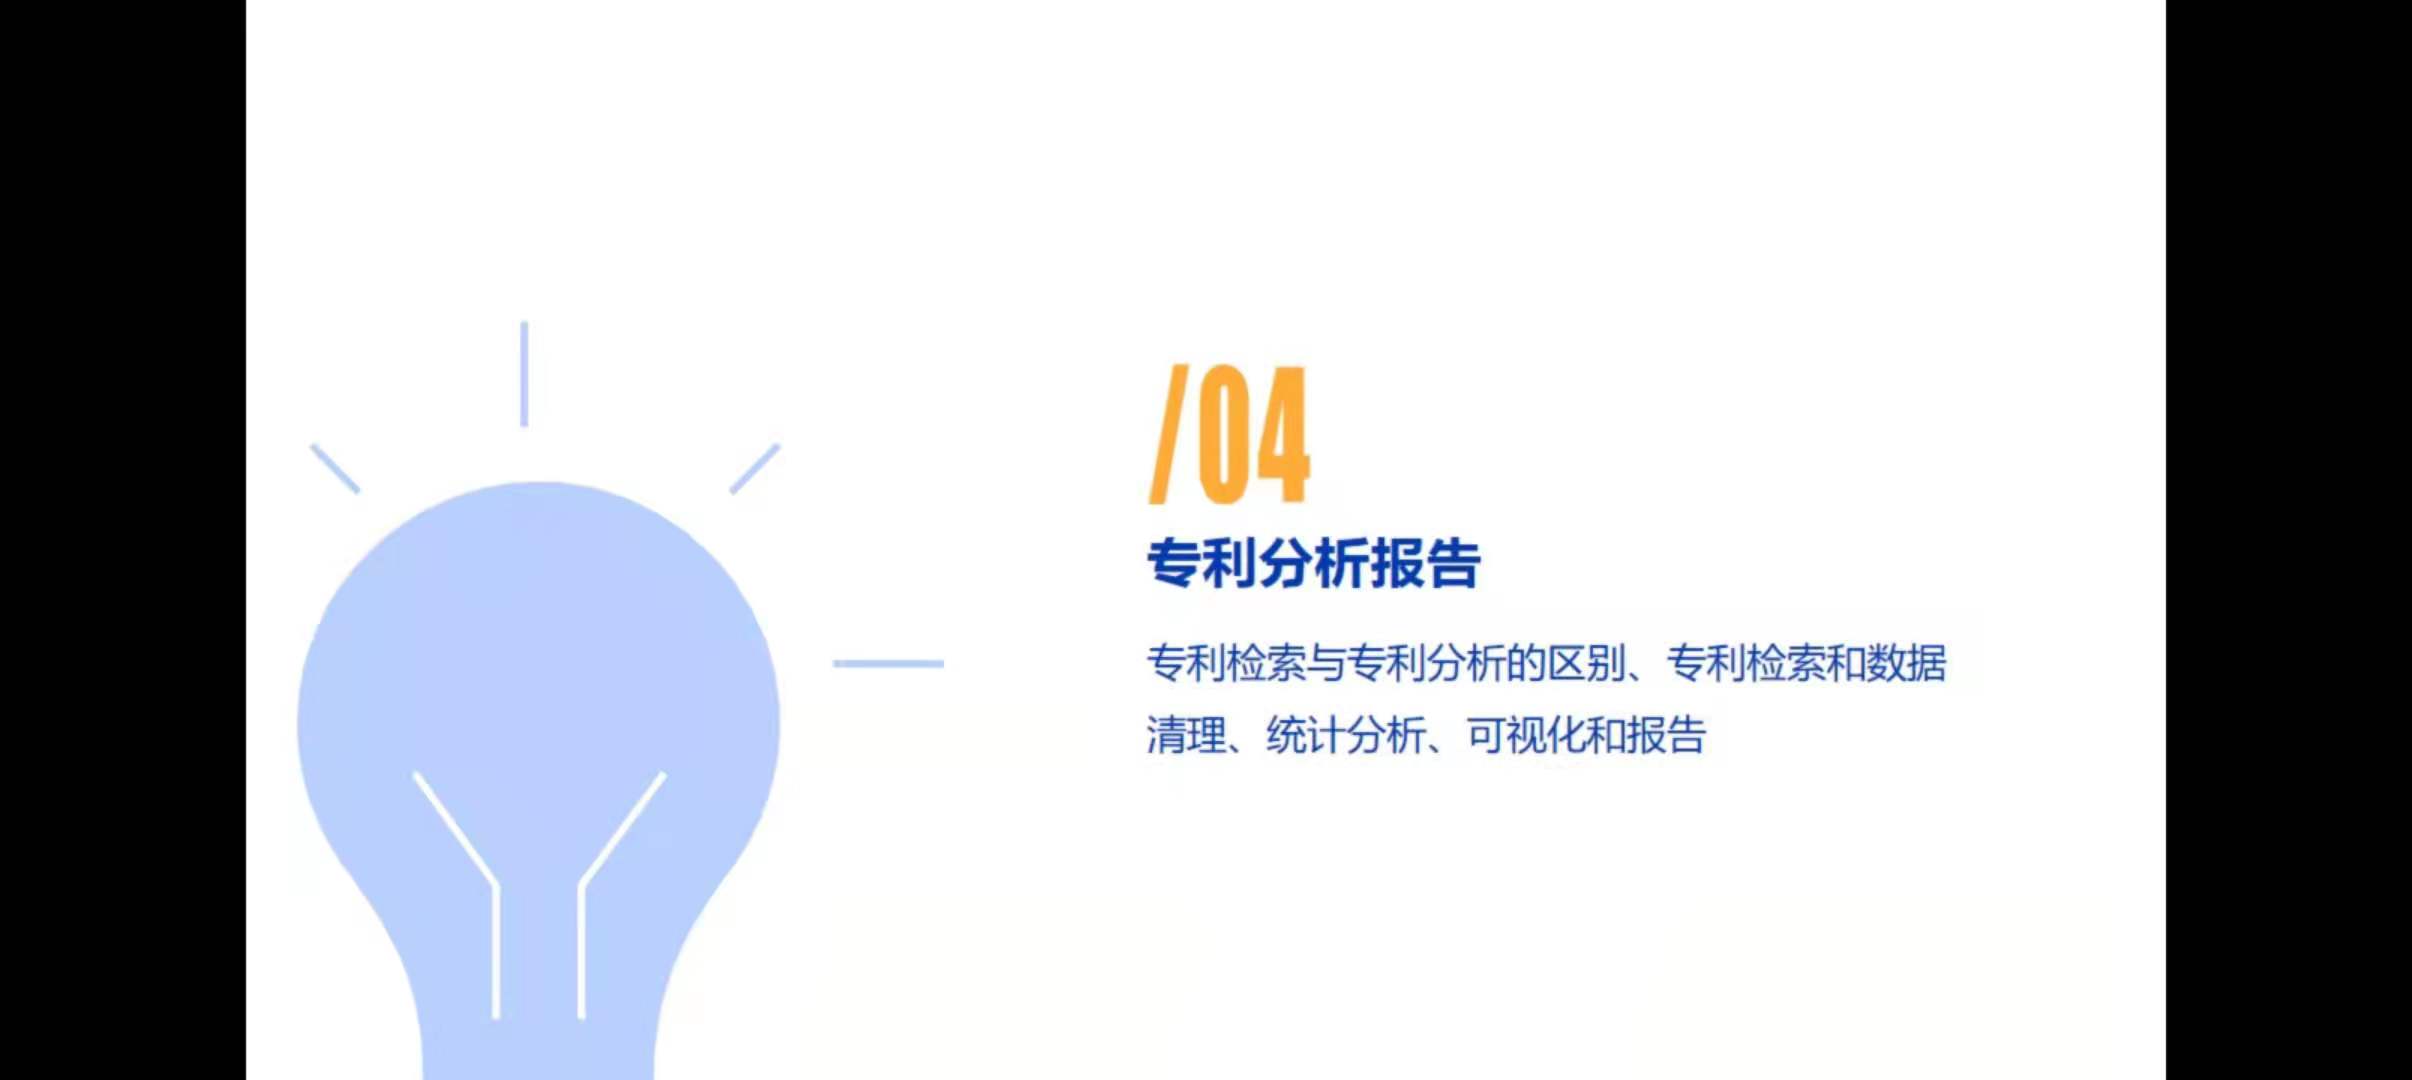 /04
专利分析报告
专利检索与专利分析的区别、专利检索和数据
清理、统计分析、可视化和报告